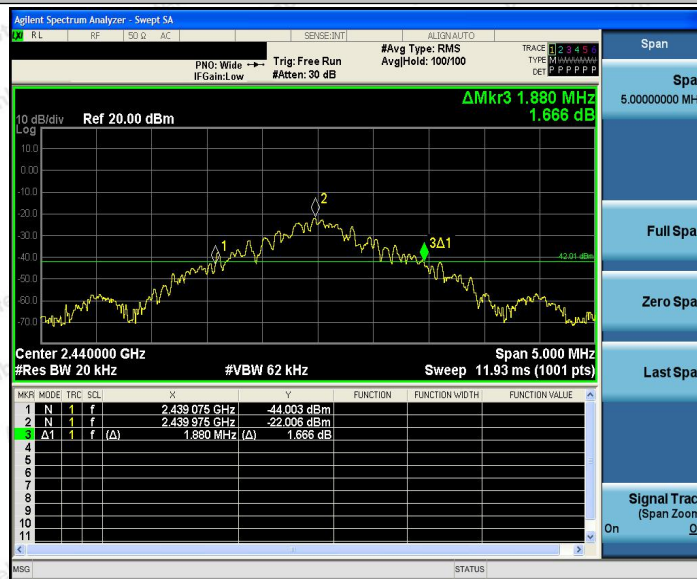 Agilent Spectrum Analyzer - Swept SA
RL RF 50 Ω AC SENSE:INT ALIGN AUTO
#Avg Type: RMS TRACE 1 2 3 4 5 6
PNO: Wide Trig: Free Run Avg|Hold: 100/100 TYPE M WWWWW
IFGain:Low #Atten: 30 dB DET P P P P P P
ΔMkr3 1.880 MHz
10 dB/div Ref 20.00 dBm 1.666 dB
Log
10.0
0.00
-10.0
-20.0
-30.0
-40.0
-50.0
-60.0
-70.0
2
1
3Δ1
-42.01 dBm
Center 2.440000 GHz Span 5.000 MHz
#Res BW 20 kHz #VBW 62 kHz Sweep 11.93 ms (1001 pts)
MKR MODE TRC SCL X Y FUNCTION FUNCTION WIDTH FUNCTION VALUE
1 N 1 f 2.439 075 GHz -44.003 dBm
2 N 1 f 2.439 975 GHz -22.006 dBm
3 Δ1 1 f (Δ) 1.880 MHz (Δ) 1.666 dB
4
5
6
7
8
9
10
11
MSG STATUS
Span
Spa
5.00000000 MH
Full Spa
Zero Spa
Last Spa
Signal Trac
(Span Zoon
On O